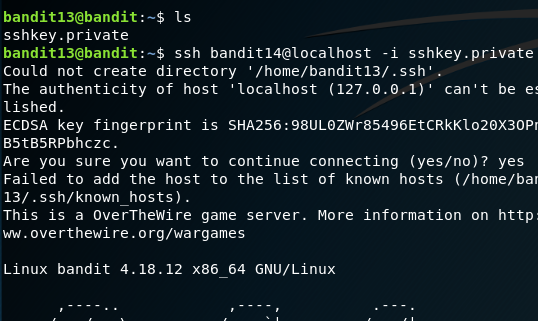 bandit13@bandit:~$ ls
sshkey.private
bandit13@bandit:~$ ssh bandit14@localhost -i sshkey.private
Could not create directory '/home/bandit13/.ssh'.
The authenticity of host 'localhost (127.0.0.1)' can't be es
lished.
ECDSA key fingerprint is SHA256:98UL0ZWr85496EtCRkKlo20X3OPn
B5tB5RPbhczc.
Are you sure you want to continue connecting (yes/no)? yes
Failed to add the host to the list of known hosts (/home/ban
13/.ssh/known_hosts).
This is a OverTheWire game server. More information on http:
ww.overthewire.org/wargames
Linux bandit 4.18.12 x86_64 GNU/Linux